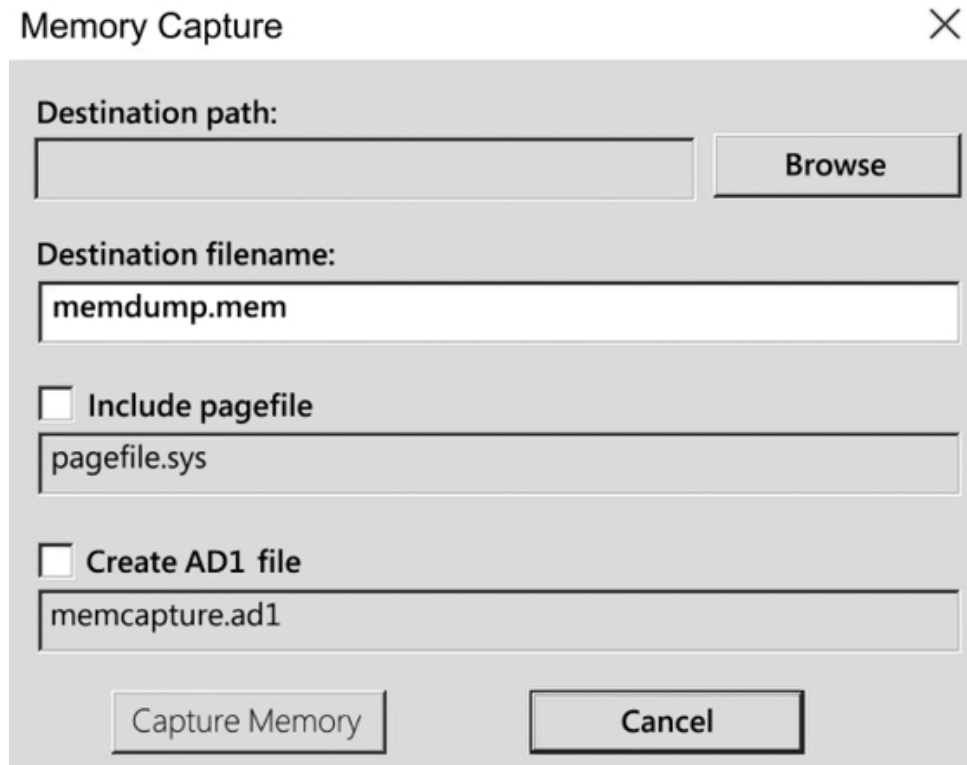 Memory Capture
Destination path:
Browse
Destination filename:
memdump.mem
Include pagefile
pagefile.sys
Create AD1 file
memcapture.ad1
Capture Memory
Cancel